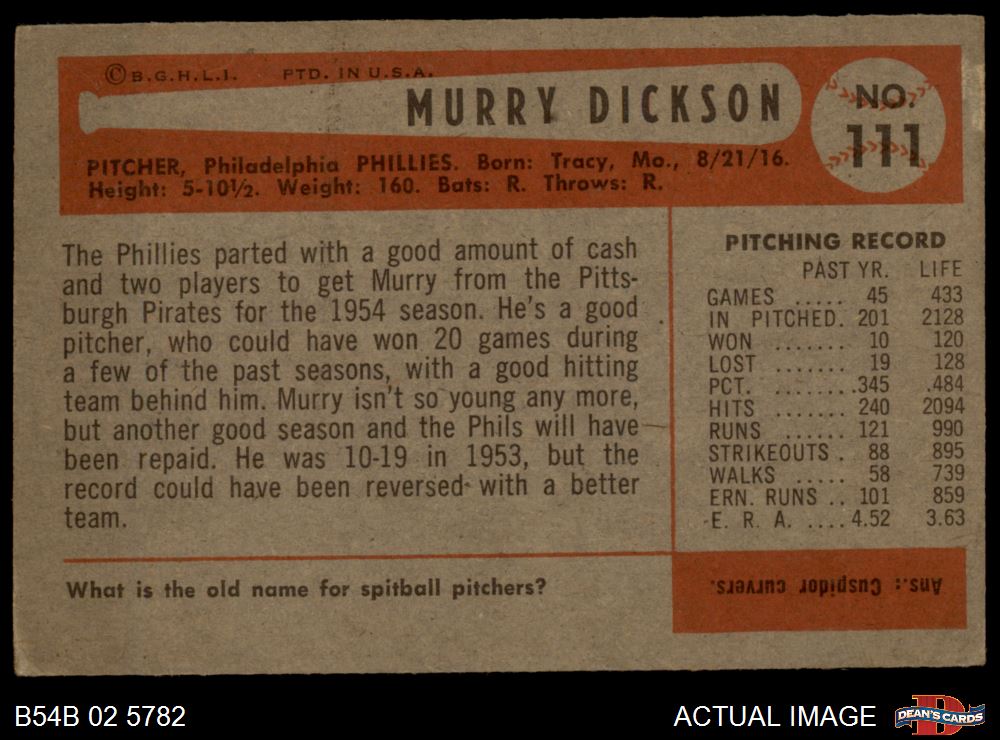 ©B.G.H.L.I. PTD. IN U.S.A.
MURRY DICKSON
NO.
111
PITCHER, Philadelphia PHILLIES. Born: Tracy, Mo., 8/21/16.
Height: 5-10½. Weight: 160. Bats: R. Throws: R.
The Phillies parted with a good amount of cash
and two players to get Murry from the Pitts-
burgh Pirates for the 1954 season. He's a good
pitcher, who could have won 20 games during
a few of the past seasons, with a good hitting
team behind him. Murry isn't so young any more,
but another good season and the Phils will have
been repaid. He was 10-19 in 1953, but the
record could have been reversed with a better
team.
PITCHING RECORD
PAST YR. LIFE
GAMES ..... 45 433
IN PITCHED. 201 2128
WON ....... 10 120
LOST ....... 19 128
PCT. ....... .345 .484
HITS ....... 240 2094
RUNS ...... 121 990
STRIKEOUTS . 88 895
WALKS ..... 58 739
ERN. RUNS .. 101 859
E. R. A. .... 4.52 3.63
What is the old name for spitball pitchers?
Ans.: Cuspidor curvers.
B54B 02 5782
ACTUAL IMAGE
D
DEAN'S CARDS